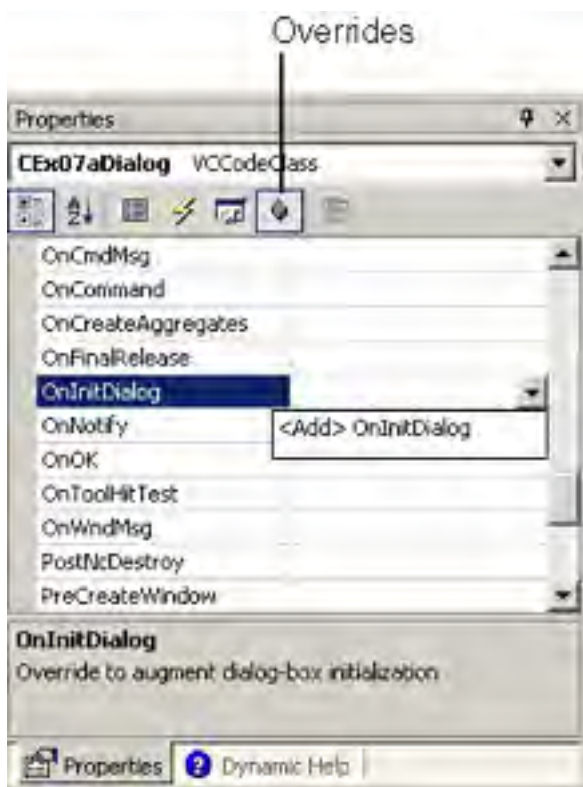 Overrides
Properties
CEx07aDialog VCCodeClass
OnCmdMsg
OnCommand
OnCreateAggregates
OnFinalRelease
OnInitDialog
OnNotify
<Add> OnInitDialog
OnOK
OnToolHitTest
OnWndMsg
PostNcDestroy
PreCreateWindow
OnInitDialog
Override to augment dialog-box initialization
Properties
Dynamic Help